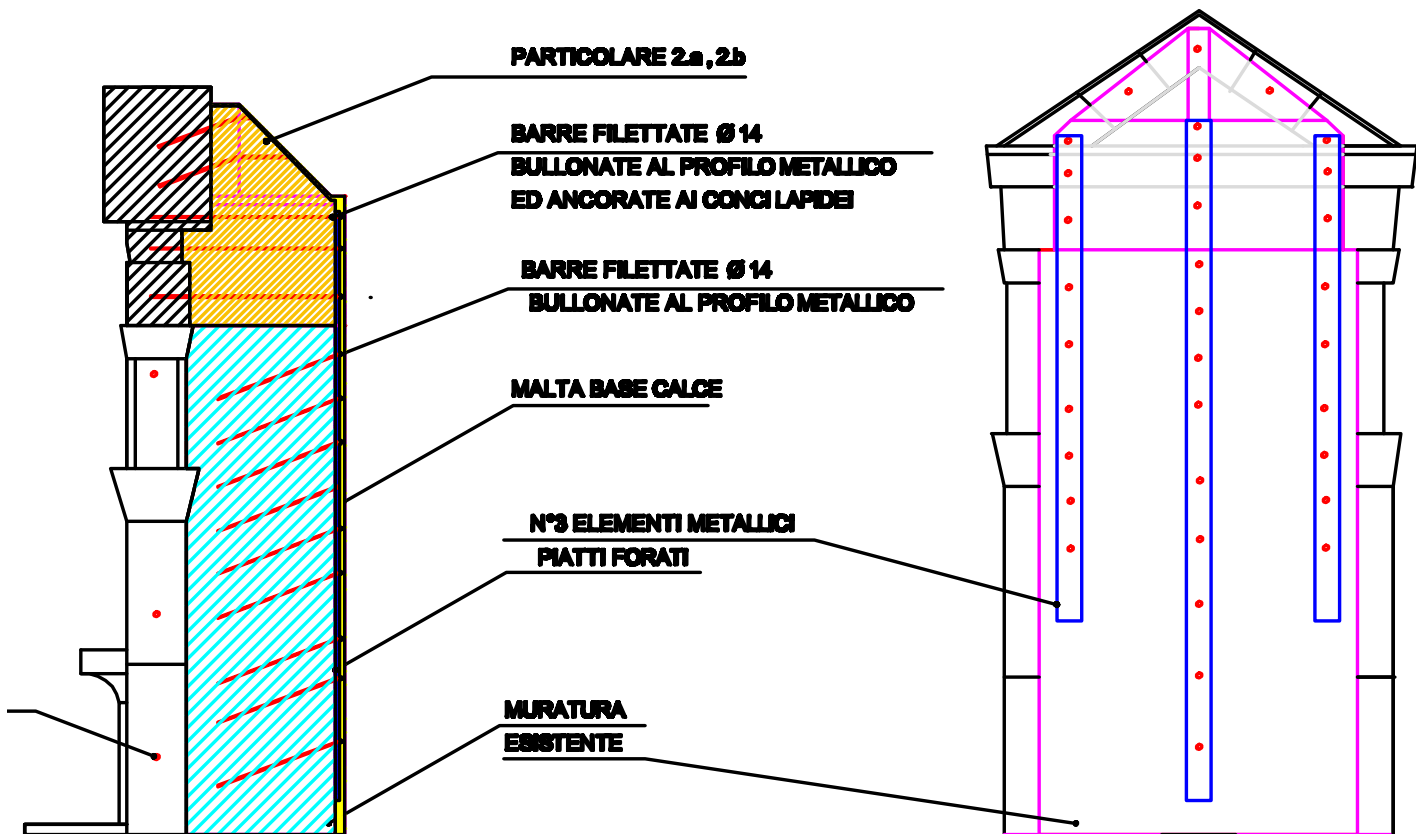 PARTICOLARE 2.a , 2.b
BARRE FILETTATE Ø 14
BULLONATE AL PROFILO METALLICO
ED ANCORATE AI CONCI LAPIDEI
BARRE FILETTATE Ø 14
BULLONATE AL PROFILO METALLICO
MALTA BASE CALCE
N°3 ELEMENTI METALLICI
PIATTI FORATI
MURATURA
ESISTENTE